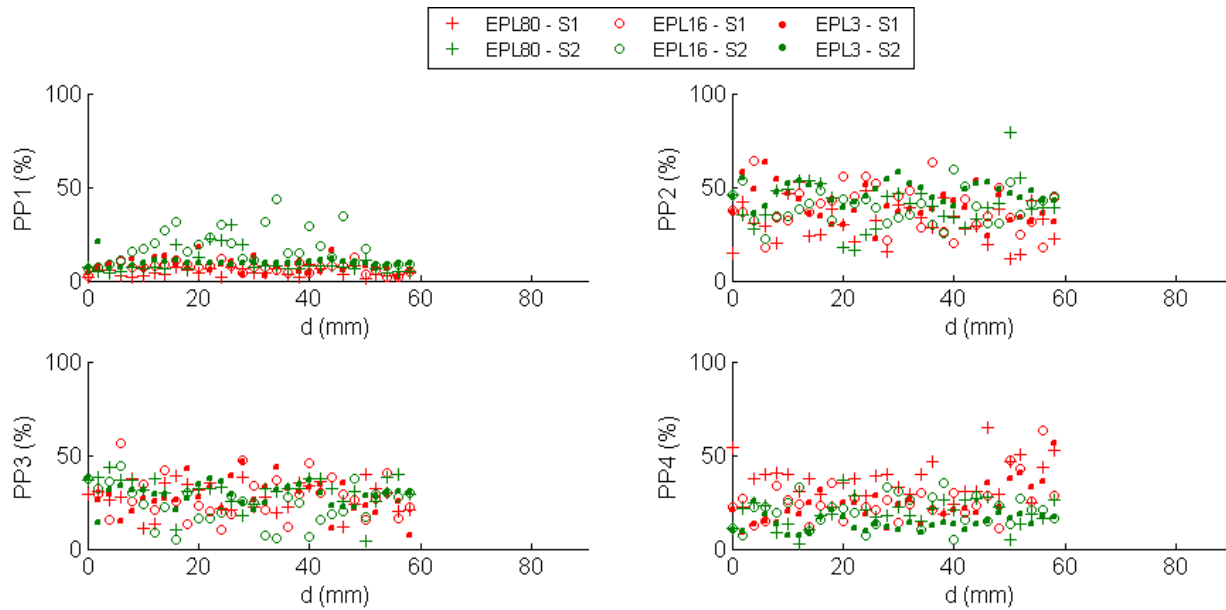 EPL80 - S1 EPL16 - S1 EPL3 - S1
EPL80 - S2 EPL16 - S2 EPL3 - S2
100
50
0
PP1 (%)
0 20 40 60 80
d (mm)
100
50
0
PP2 (%)
0 20 40 60 80
d (mm)
100
50
0
PP3 (%)
0 20 40 60 80
d (mm)
100
50
0
PP4 (%)
0 20 40 60 80
d (mm)